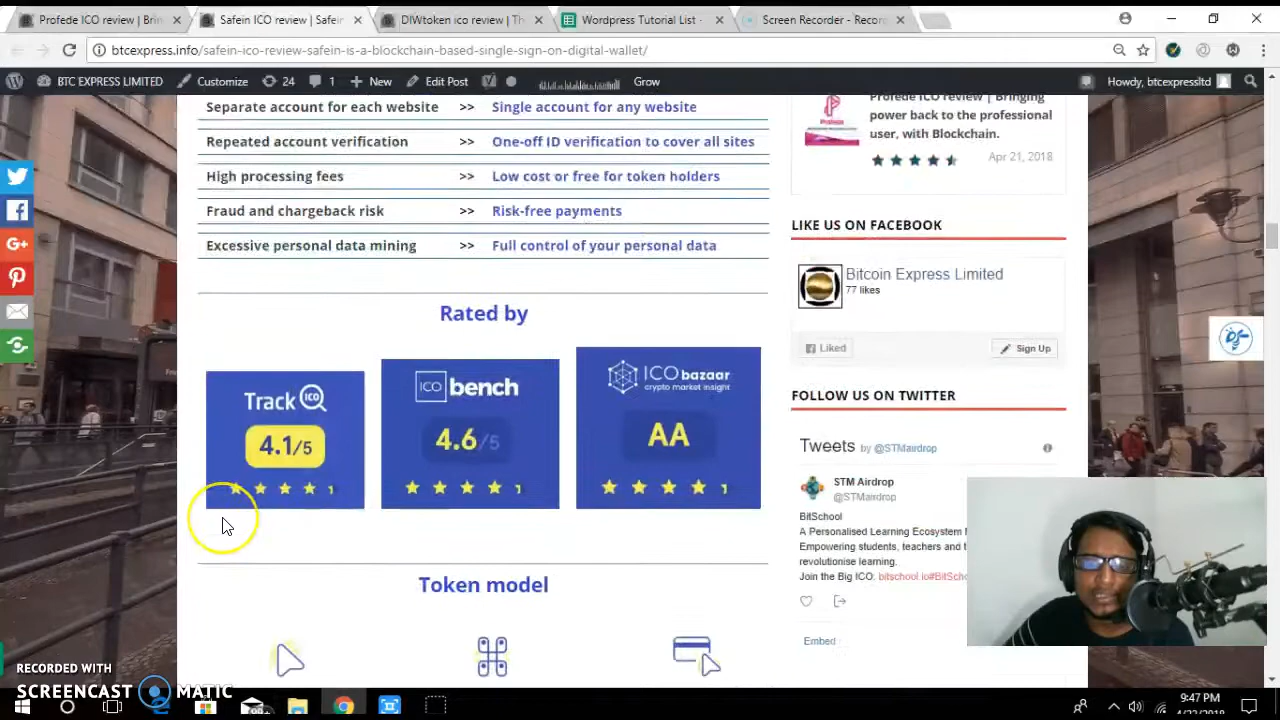 Profede ICO review | Brin
Safein ICO review | Safein
DIWtoken ico review | Th
Wordpress Tutorial List -
Screen Recorder - Record
btcexpress.info/safein-ico-review-safein-is-a-blockchain-based-single-sign-on-digital-wallet/
BTC EXPRESS LIMITED
Customize
24
1
New
Edit Post
Grow
Howdy, btcexpressltd
Separate account for each website >> Single account for any website
Repeated account verification >> One-off ID verification to cover all sites
High processing fees >> Low cost or free for token holders
Fraud and chargeback risk >> Risk-free payments
Excessive personal data mining >> Full control of your personal data
Rated by
Track ICO
4.1/5
ICO bench
4.6/5
ICO bazaar
crypto market insight
AA
Token model
Profede ICO review | Bringing
power back to the professional
user, with Blockchain.
Apr 21, 2018
LIKE US ON FACEBOOK
Bitcoin Express Limited
77 likes
Liked
Sign Up
FOLLOW US ON TWITTER
Tweets by @STMairdrop
STM Airdrop
@STMairdrop
BitSchool
A Personalised Learning Ecosystem
Empowering students, teachers and
revolutionise learning.
Join the Big ICO: bitschool.io#BitScho
Embed
RECORDED WITH
SCREENCAST MATIC
9:47 PM